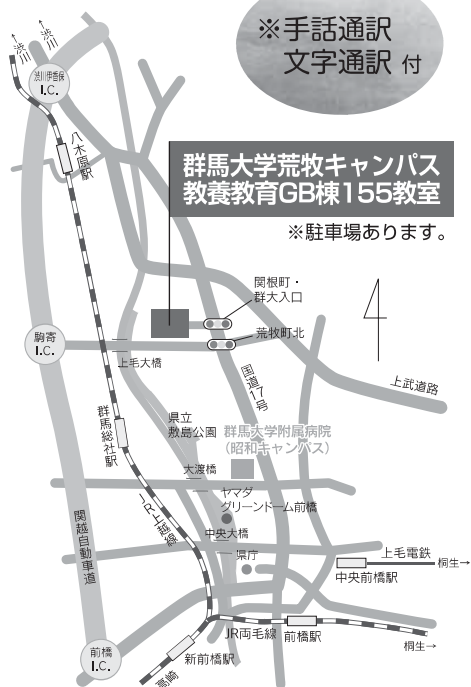 ※手話通訳
文字通訳 付
↑渋川
↑渋川
渋川伊香保
I.C.
八木原駅
群馬大学荒牧キャンパス
教養教育GB棟155教室
※駐車場あります。
関根町・
群大入口
荒牧町北
駒寄
I.C.
上毛大橋
国道17号
上武道路
群馬総社駅
県立
敷島公園
群馬大学附属病院
(昭和キャンパス)
大渡橋
ヤマダ
グリーンドーム前橋
JR上越線
関越自動車道
中央大橋
県庁
上毛電鉄
桐生→
中央前橋駅
JR両毛線
前橋駅
桐生→
前橋
I.C.
新前橋駅
高崎